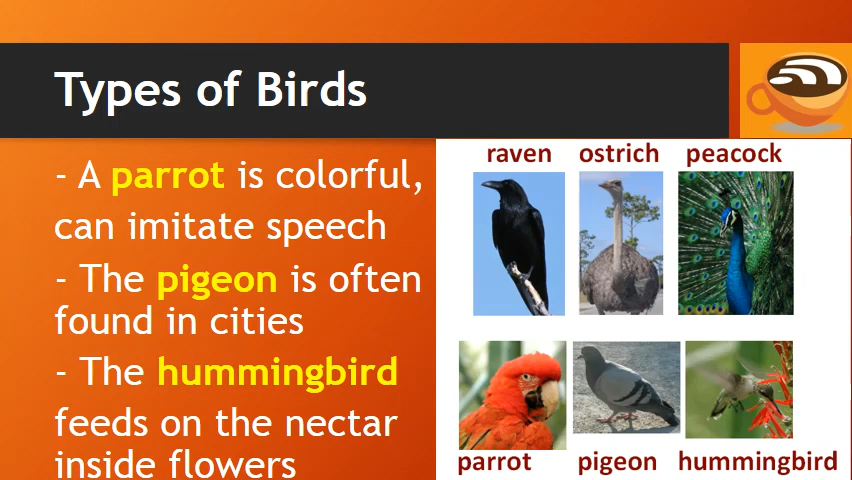 Types of Birds
- A parrot is colorful,
can imitate speech
- The pigeon is often
found in cities
- The hummingbird
feeds on the nectar
inside flowers
raven ostrich peacock
parrot pigeon hummingbird